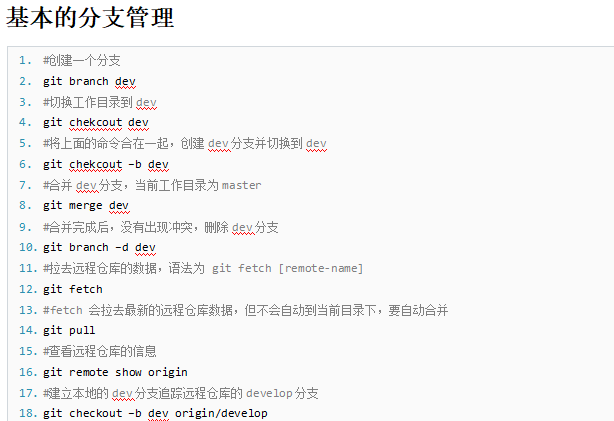 基本的分支管理
1. #创建一个分支
2. git branch dev
3. #切换工作目录到 dev
4. git chekcout dev
5. #将上面的命令合在一起，创建 dev 分支并切换到 dev
6. git chekcout –b dev
7. #合并 dev 分支，当前工作目录为 master
8. git merge dev
9. #合并完成后，没有出现冲突，删除 dev 分支
10. git branch –d dev
11. #拉去远程仓库的数据，语法为 git fetch [remote-name]
12. git fetch
13. #fetch 会拉去最新的远程仓库数据，但不会自动到当前目录下，要自动合并
14. git pull
15. #查看远程仓库的信息
16. git remote show origin
17. #建立本地的 dev 分支追踪远程仓库的 develop 分支
18. git checkout –b dev origin/develop